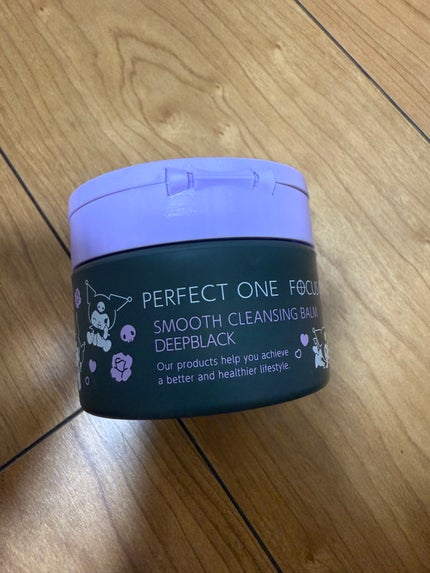 PERFECT ONE FOCUS
SMOOTH CLEANSING BALM
DEEPBLACK
Our products help you achieve
a better and healthier lifestyle.